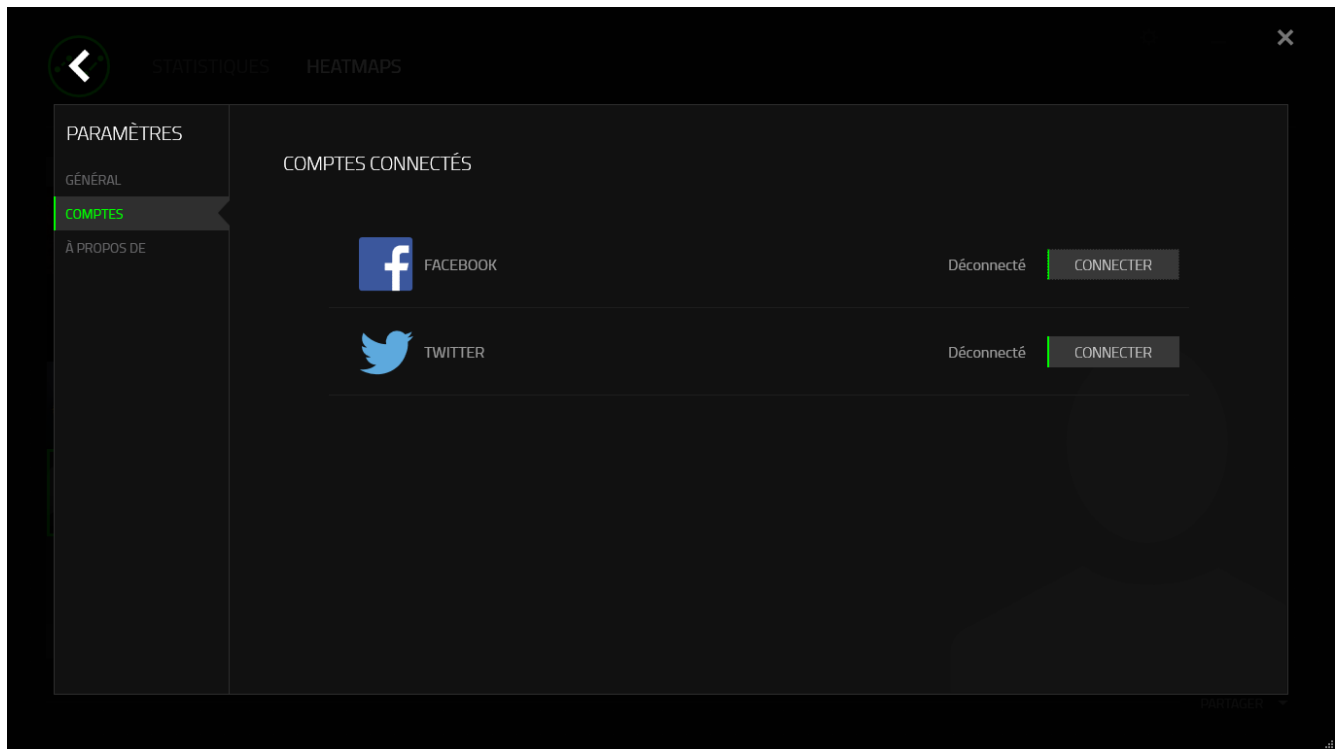 STATISTIQUES HEATMAPS
PARAMÈTRES
GÉNÉRAL
COMPTES
À PROPOS DE
COMPTES CONNECTÉS
FACEBOOK Déconnecté CONNECTER
TWITTER Déconnecté CONNECTER
PARTAGER